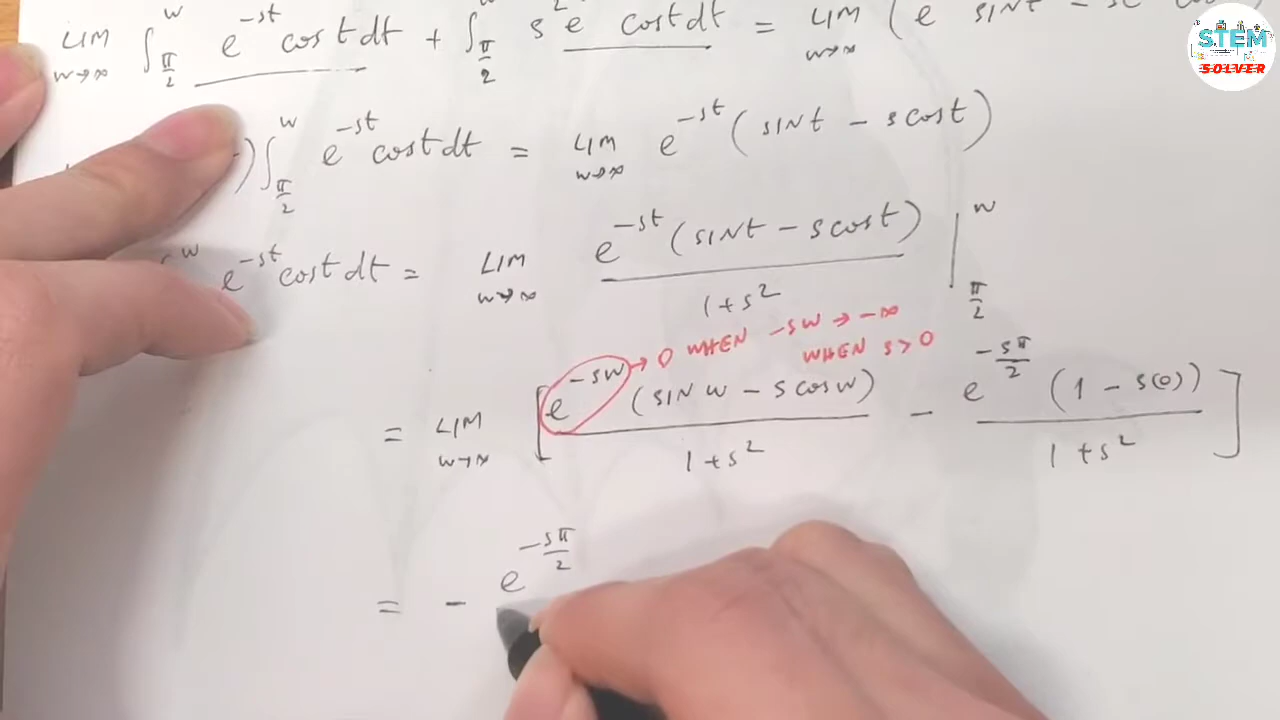 LIM ∫ e^-st cost dt + ∫ s² e cost dt = LIM ( e sint - se cos
w→∞ π/2 w π/2 w w→∞
STEM
SOLVER
) ∫ e^-st cost dt = LIM e^-st (sint - s cost)
π/2 w w→∞
w e^-st cost dt = LIM e^-st (sint - s cost) / 1+s² | w π/2
w→∞
→ 0 WHEN -sw → -∞
WHEN s > 0
= LIM [ e^-sw (sin w - s cos w) / 1+s² - e^-sπ/2 (1 - s(0)) / 1+s² ]
w→∞
= - e^-sπ/2